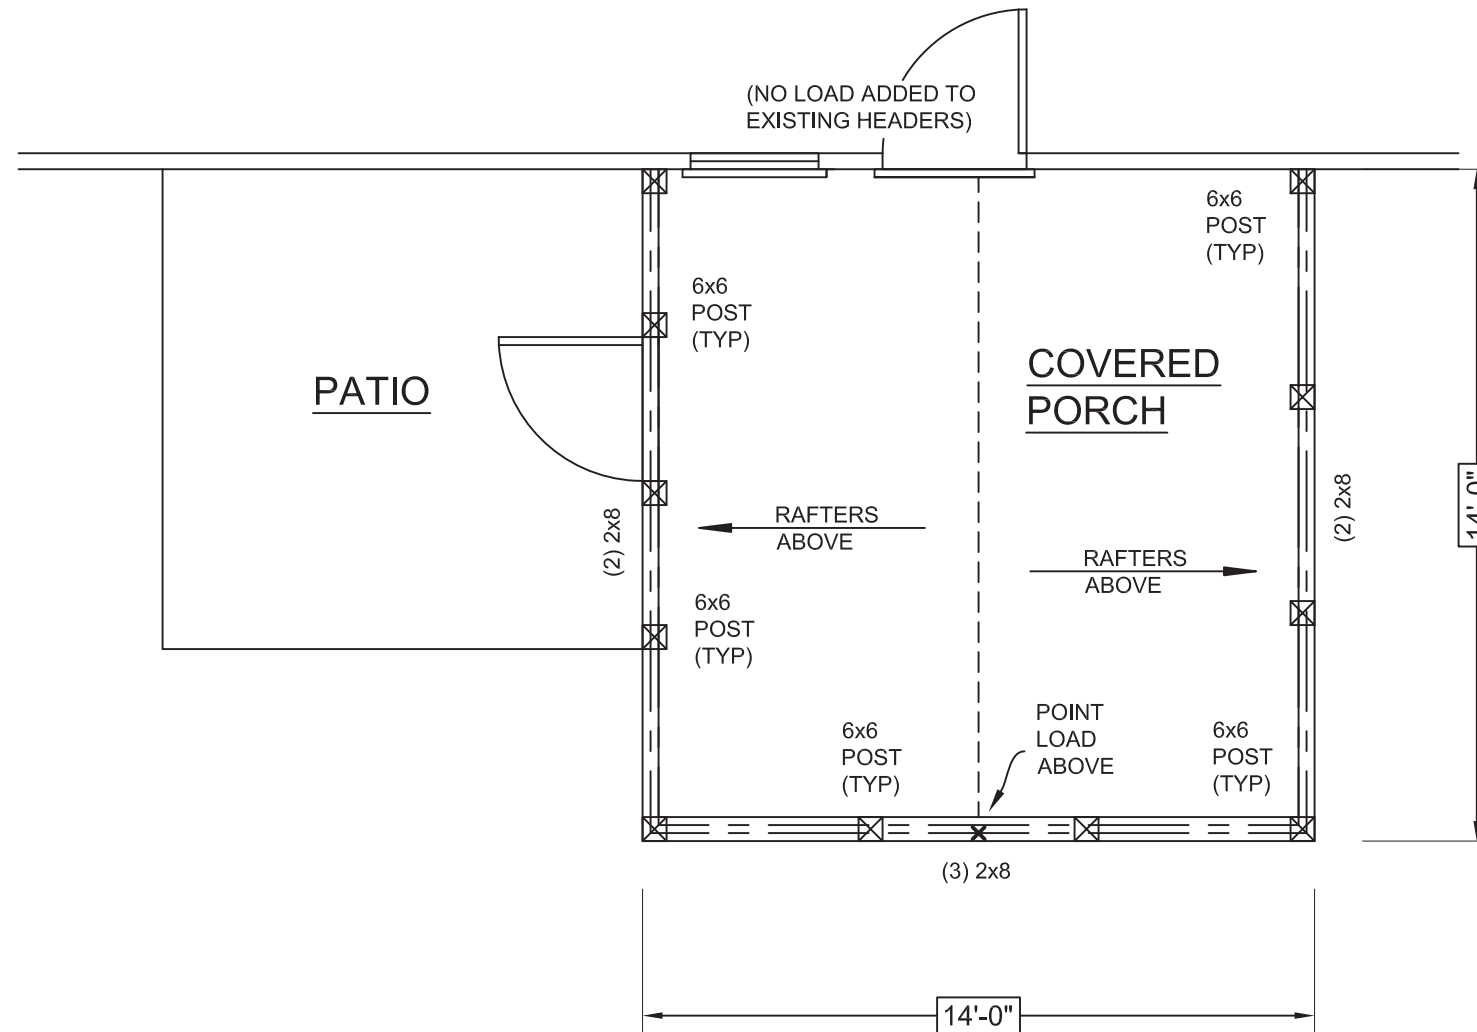 (NO LOAD ADDED TO
EXISTING HEADERS)
6x6
POST
(TYP)
6x6
POST
(TYP)
PATIO
COVERED
PORCH
RAFTERS
ABOVE
RAFTERS
ABOVE
(2) 2x8
(2) 2x8
14'-0"
6x6
POST
(TYP)
6x6
POST
(TYP)
POINT
LOAD
ABOVE
6x6
POST
(TYP)
(3) 2x8
14'-0"